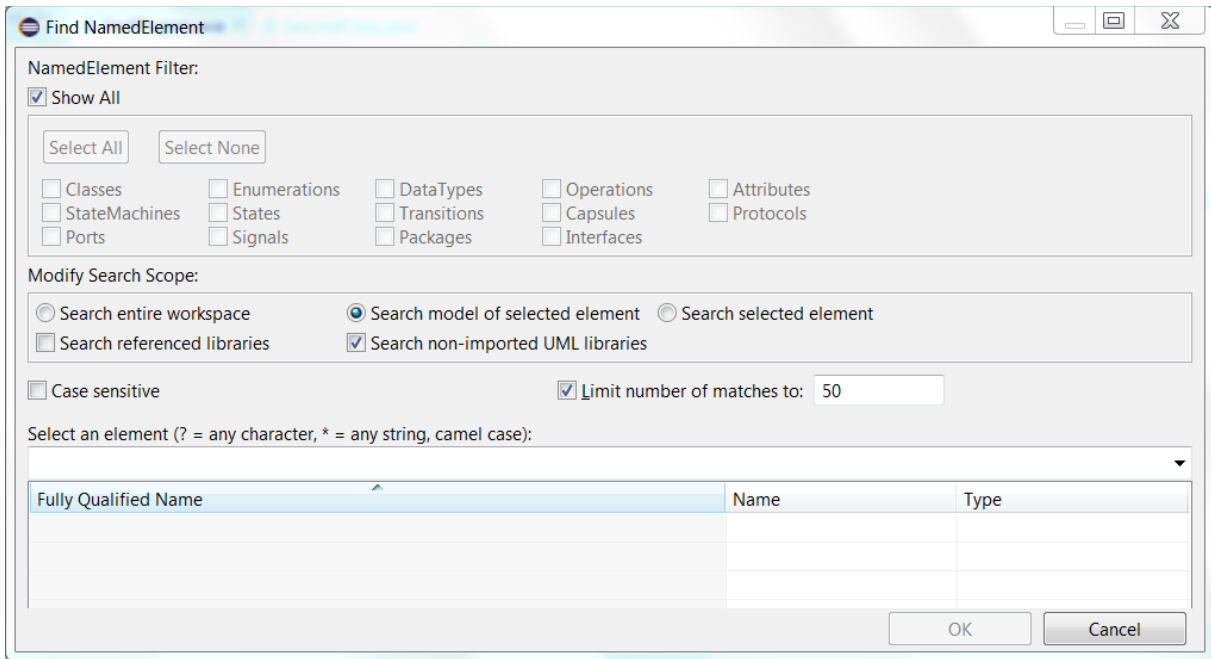 Find NamedElement
NamedElement Filter:
Show All
Select All Select None
Classes Enumerations DataTypes Operations Attributes
StateMachines States Transitions Capsules Protocols
Ports Signals Packages Interfaces
Modify Search Scope:
Search entire workspace Search model of selected element Search selected element
Search referenced libraries Search non-imported UML libraries
Case sensitive Limit number of matches to: 50
Select an element (? = any character, * = any string, camel case):
Fully Qualified Name Name Type
OK Cancel